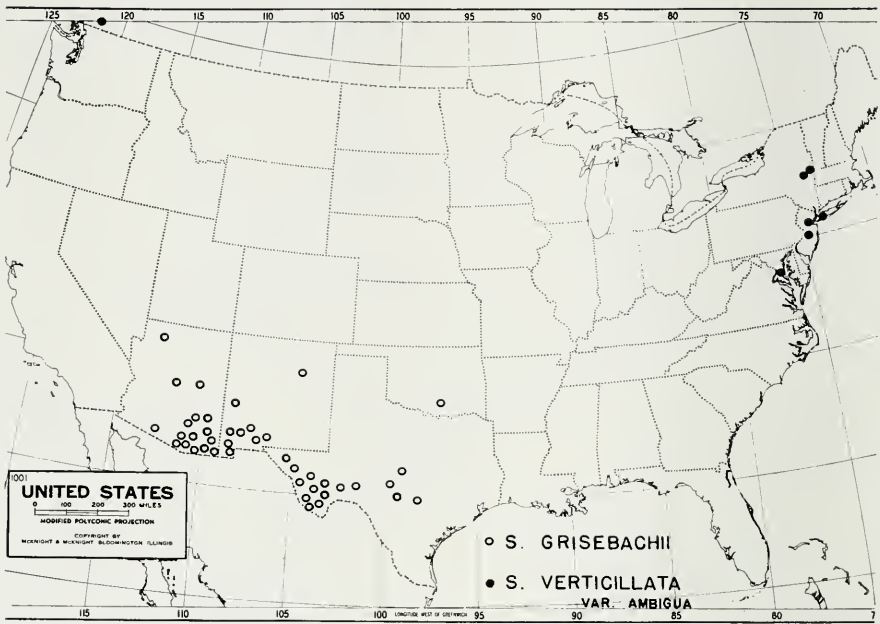 125 120 115 110 105 100 95 90 85 80 75 70
1001
UNITED STATES
0 100 200 300 MILES
MODIFIED POLYCONIC PROJECTION
COPYRIGHT BY
MCKNIGHT & MCKNIGHT BLOOMINGTON ILLINOIS
S. GRISEBACHII
S. VERTICILLATA
VAR. AMBIGUA
115 110 105 100 LONGITUDE WEST OF GREENWICH 95 90 85 80 7